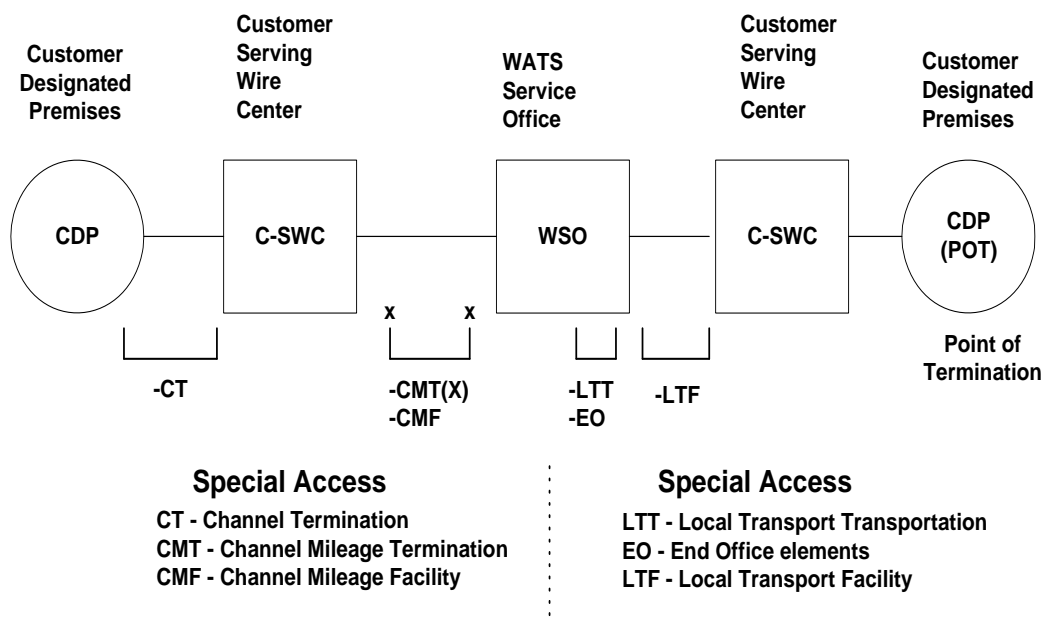 Customer
Designated
Premises
Customer
Serving
Wire
Center
WATS
Service
Office
Customer
Serving
Wire
Center
Customer
Designated
Premises
CDP
C-SWC
WSO
C-SWC
CDP
(POT)
x x
-CT
-CMT(X)
-CMF
-LTT
-EO
-LTF
Point of
Termination
Special Access
CT - Channel Termination
CMT - Channel Mileage Termination
CMF - Channel Mileage Facility
Special Access
LTT - Local Transport Transportation
EO - End Office elements
LTF - Local Transport Facility